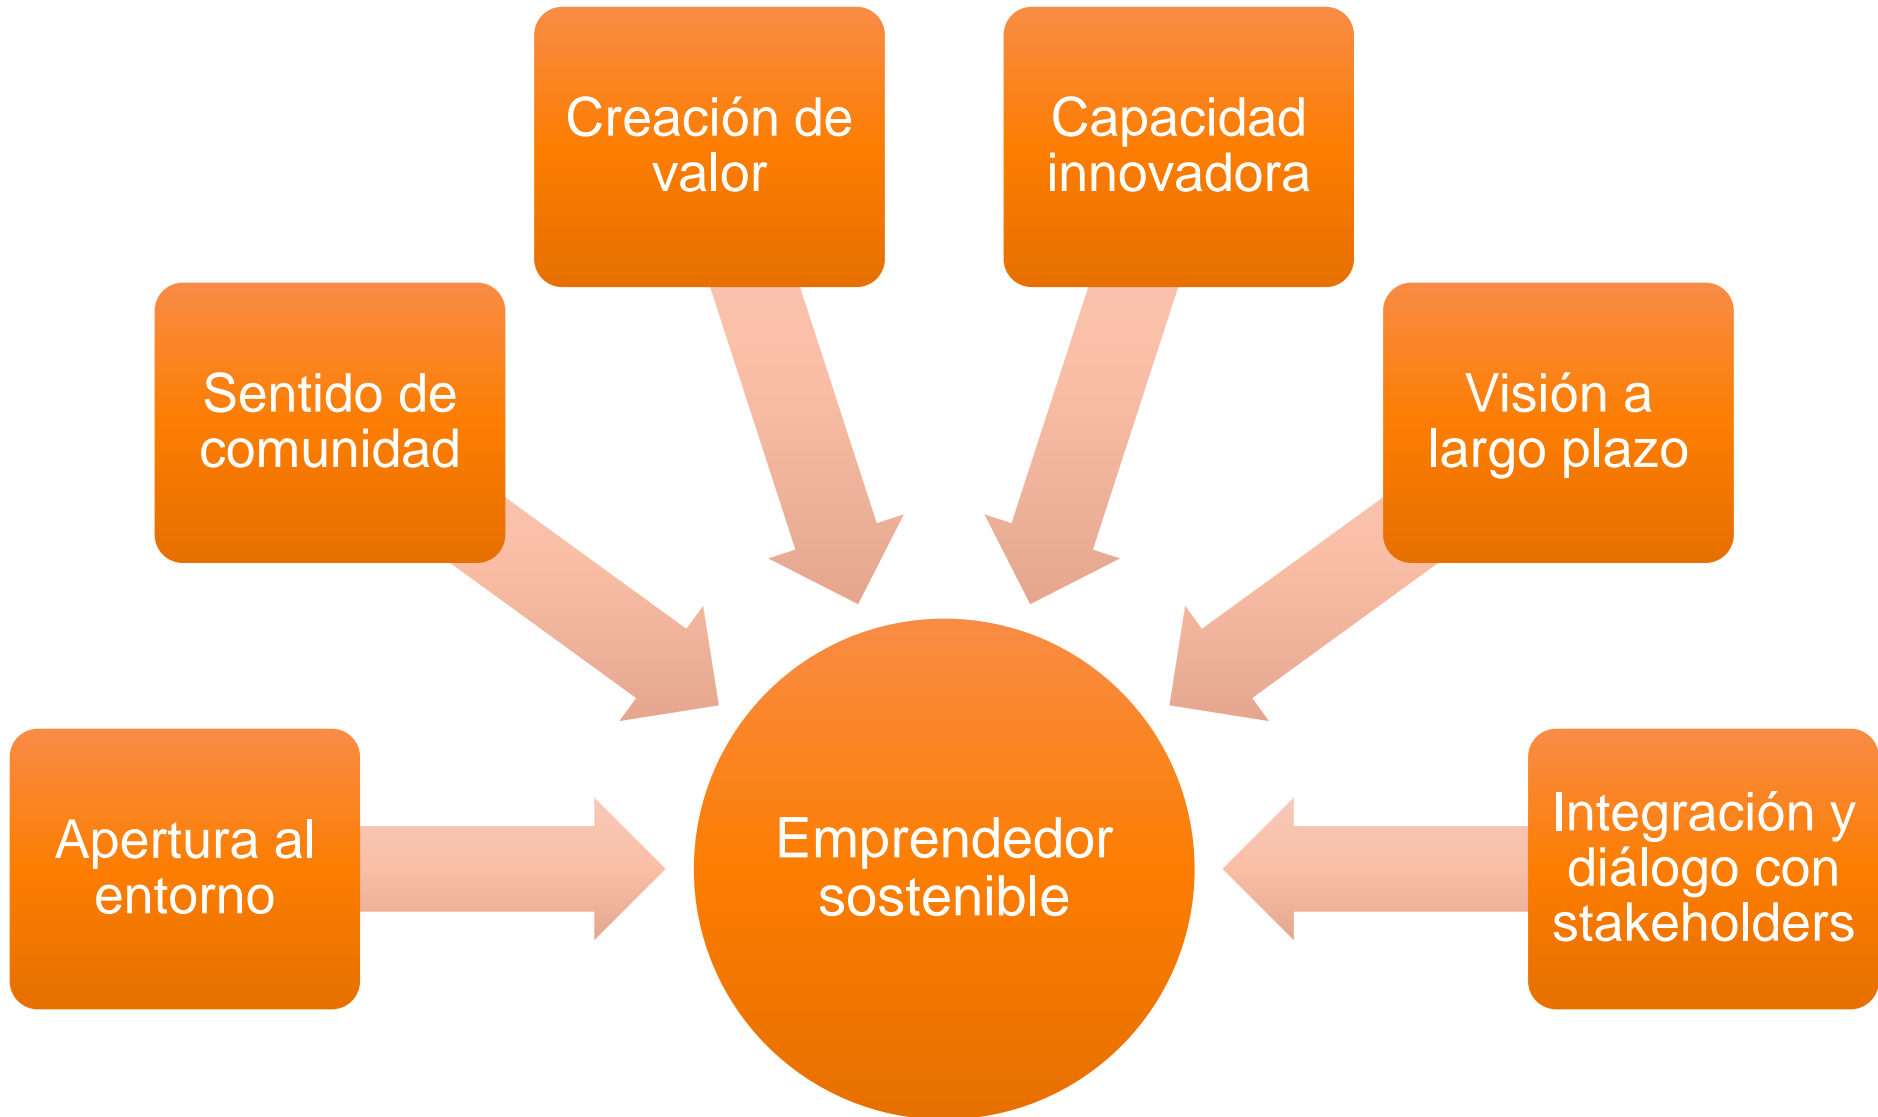 Creación de
valor
Capacidad
innovadora
Sentido de
comunidad
Visión a
largo plazo
Apertura al
entorno
Emprendedor
sostenible
Integración y
diálogo con
stakeholders